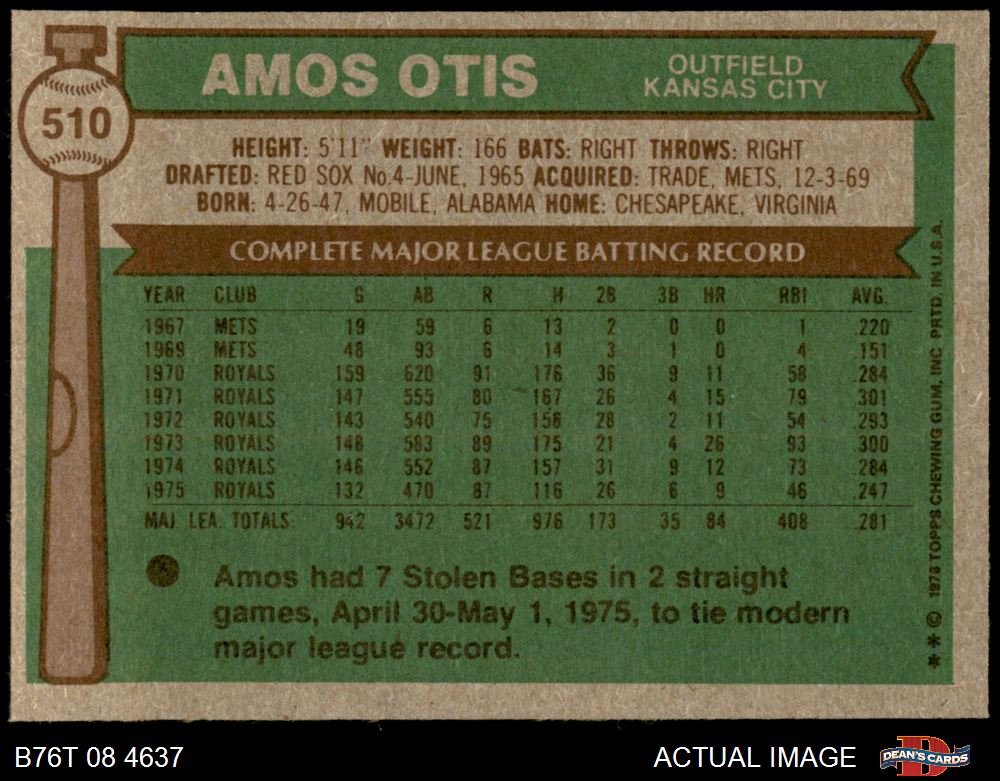 510
AMOS OTIS
OUTFIELD
KANSAS CITY
HEIGHT: 5'11" WEIGHT: 166 BATS: RIGHT THROWS: RIGHT
DRAFTED: RED SOX No.4-JUNE, 1965 ACQUIRED: TRADE, METS, 12-3-69
BORN: 4-26-47, MOBILE, ALABAMA HOME: CHESAPEAKE, VIRGINIA
COMPLETE MAJOR LEAGUE BATTING RECORD
YEAR CLUB G AB R H 2B 3B HR RBI AVG.
1967 METS 19 59 6 13 2 0 0 1 .220
1969 METS 48 93 6 14 3 1 0 4 .151
1970 ROYALS 159 620 91 176 36 9 11 58 .284
1971 ROYALS 147 555 80 167 26 4 15 79 .301
1972 ROYALS 143 540 75 158 28 2 11 54 .293
1973 ROYALS 148 583 89 175 21 4 26 93 .300
1974 ROYALS 146 552 87 157 31 9 12 73 .284
1975 ROYALS 132 470 87 116 26 6 9 46 .247
MAJ. LEA. TOTALS 942 3472 521 976 173 35 84 408 .281
Amos had 7 Stolen Bases in 2 straight
games, April 30-May 1, 1975, to tie modern
major league record.
** © 1976 TOPPS CHEWING GUM, INC. PRTD. IN U.S.A.
B76T 08 4637
ACTUAL IMAGE
DEAN'S CARDS